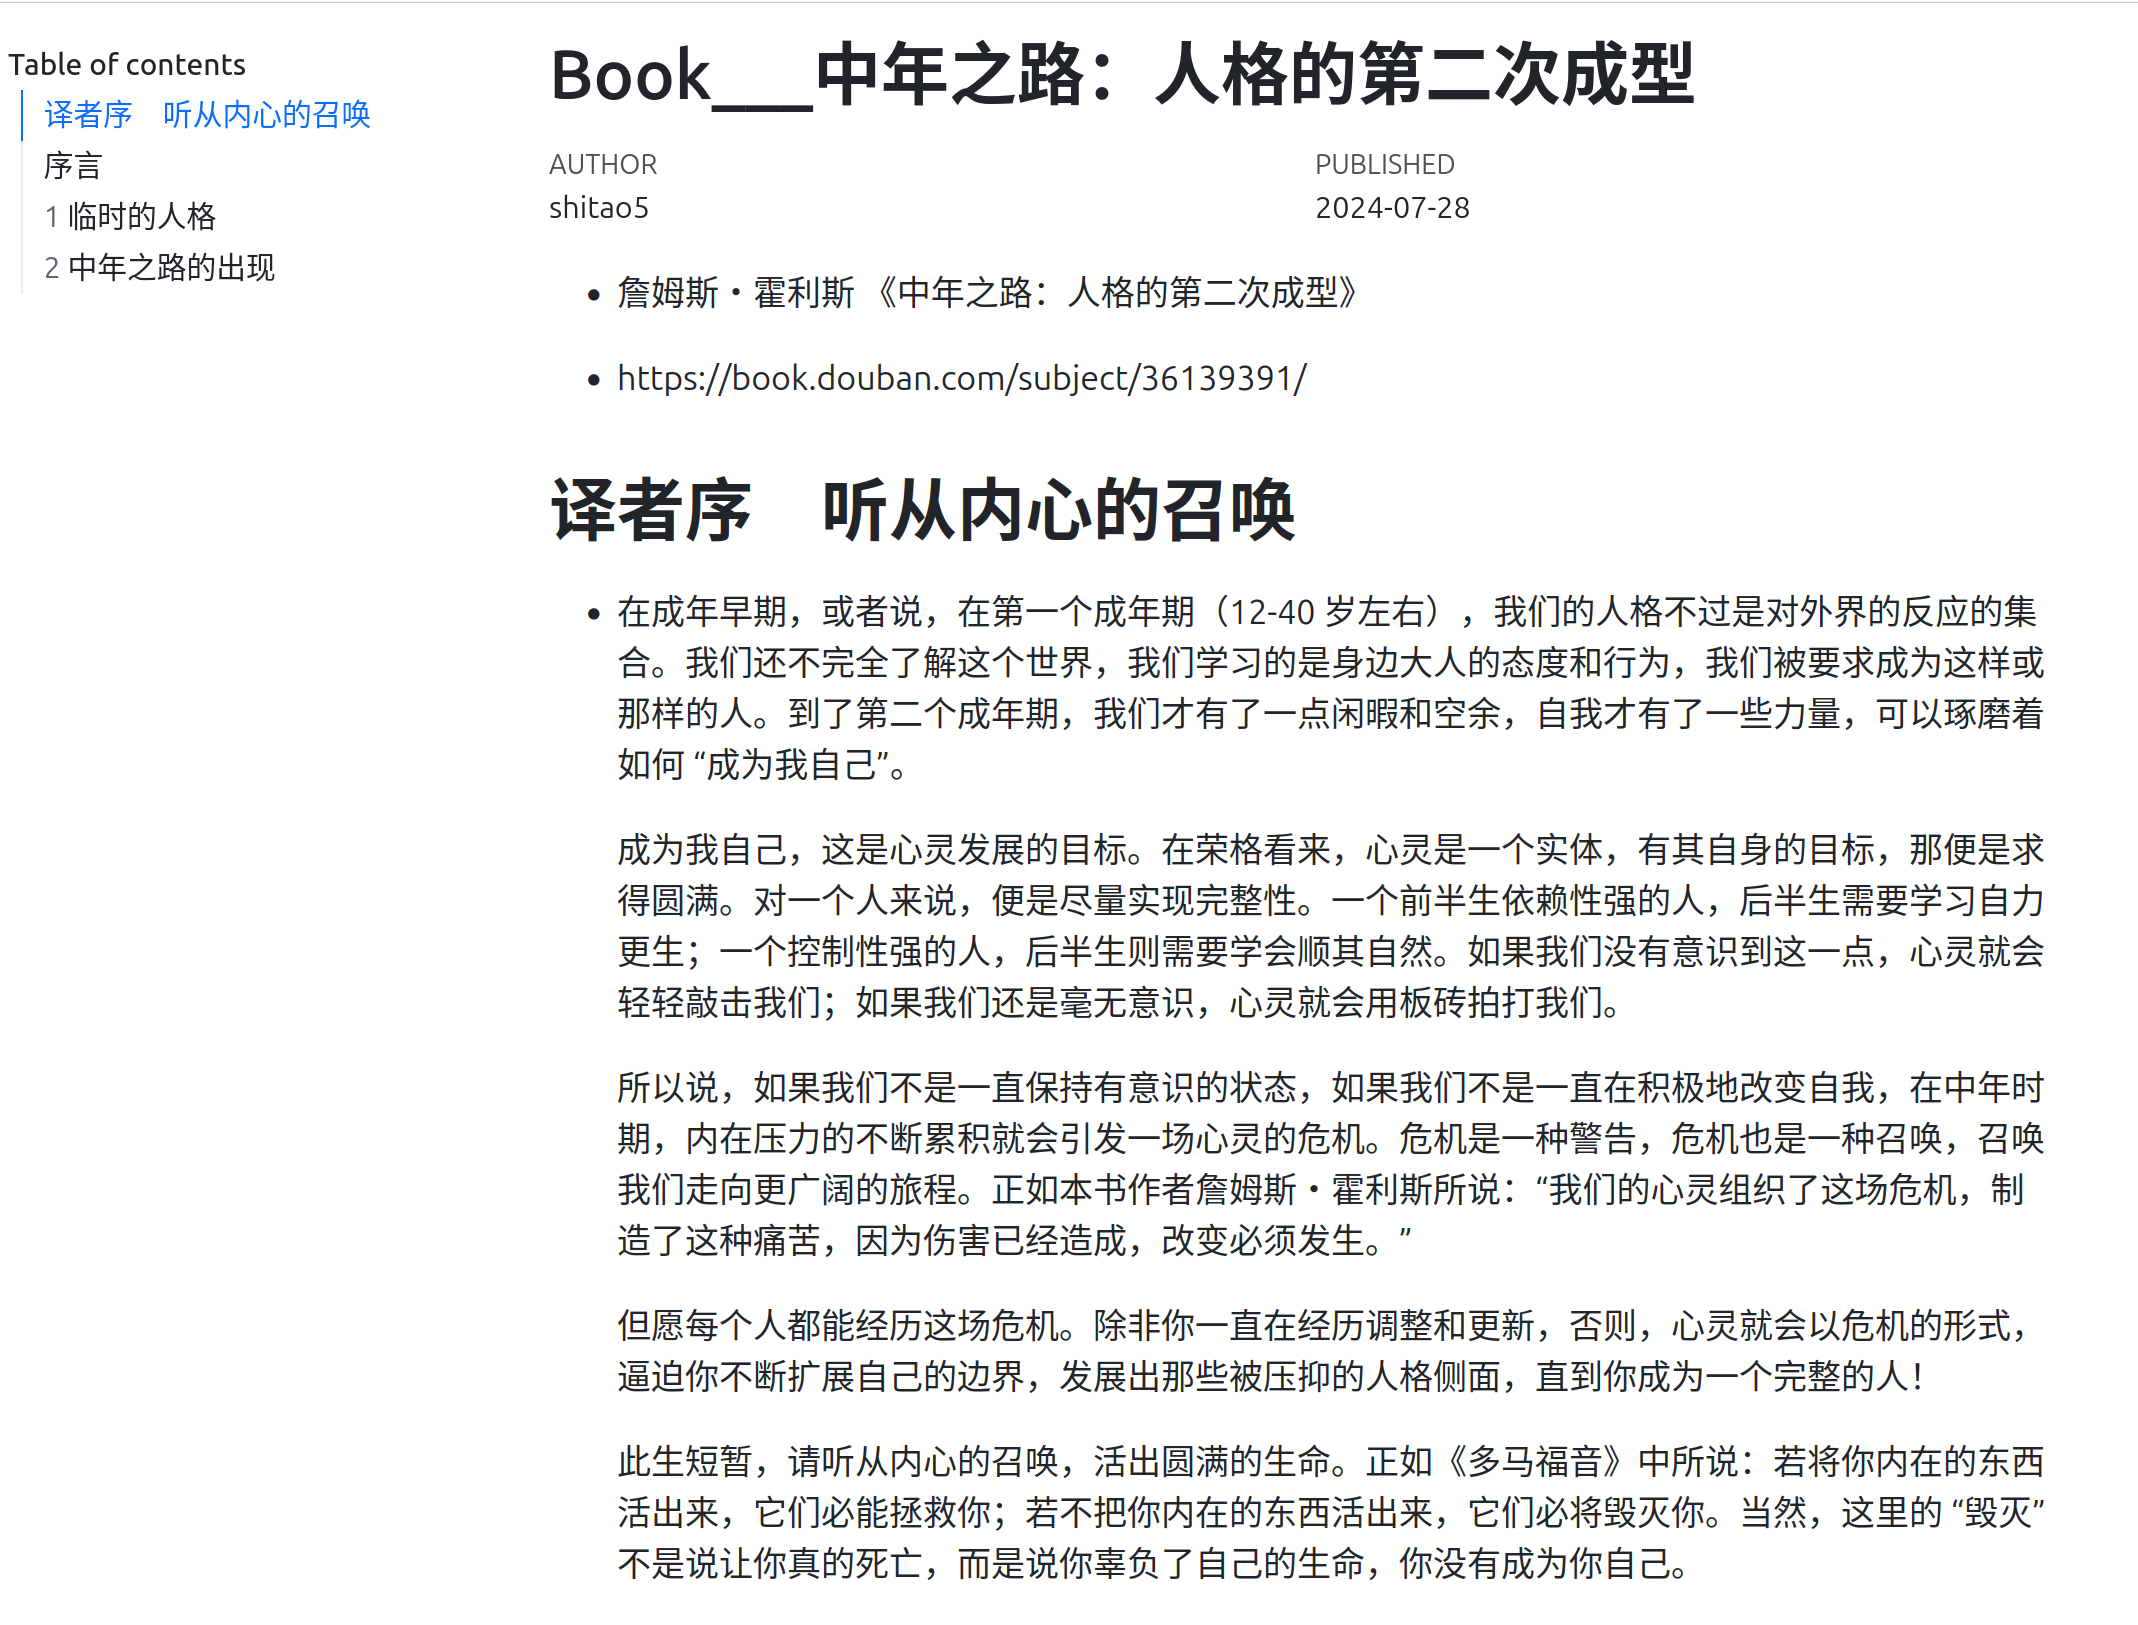 Table of contents
译者序　听从内心的召唤
序言
1 临时的人格
2 中年之路的出现
Book___中年之路：人格的第二次成型
AUTHOR
shitao5
PUBLISHED
2024-07-28
詹姆斯・霍利斯 《中年之路：人格的第二次成型》
https://book.douban.com/subject/36139391/
译者序　听从内心的召唤
在成年早期，或者说，在第一个成年期（12-40 岁左右），我们的人格不过是对外界的反应的集
合。我们还不完全了解这个世界，我们学习的是身边大人的态度和行为，我们被要求成为这样或
那样的人。到了第二个成年期，我们才有了一点闲暇和空余，自我才有了一些力量，可以琢磨着
如何 “成为我自己”。
成为我自己，这是心灵发展的目标。在荣格看来，心灵是一个实体，有其自身的目标，那便是求
得圆满。对一个人来说，便是尽量实现完整性。一个前半生依赖性强的人，后半生需要学习自力
更生；一个控制性强的人，后半生则需要学会顺其自然。如果我们没有意识到这一点，心灵就会
轻轻敲击我们；如果我们还是毫无意识，心灵就会用板砖拍打我们。
所以说，如果我们不是一直保持有意识的状态，如果我们不是一直在积极地改变自我，在中年时
期，内在压力的不断累积就会引发一场心灵的危机。危机是一种警告，危机也是一种召唤，召唤
我们走向更广阔的旅程。正如本书作者詹姆斯・霍利斯所说：“我们的心灵组织了这场危机，制
造了这种痛苦，因为伤害已经造成，改变必须发生。”
但愿每个人都能经历这场危机。除非你一直在经历调整和更新，否则，心灵就会以危机的形式，
逼迫你不断扩展自己的边界，发展出那些被压抑的人格侧面，直到你成为一个完整的人！
此生短暂，请听从内心的召唤，活出圆满的生命。正如《多马福音》中所说：若将你内在的东西
活出来，它们必能拯救你；若不把你内在的东西活出来，它们必将毁灭你。当然，这里的 “毁灭”
不是说让你真的死亡，而是说你辜负了自己的生命，你没有成为你自己。